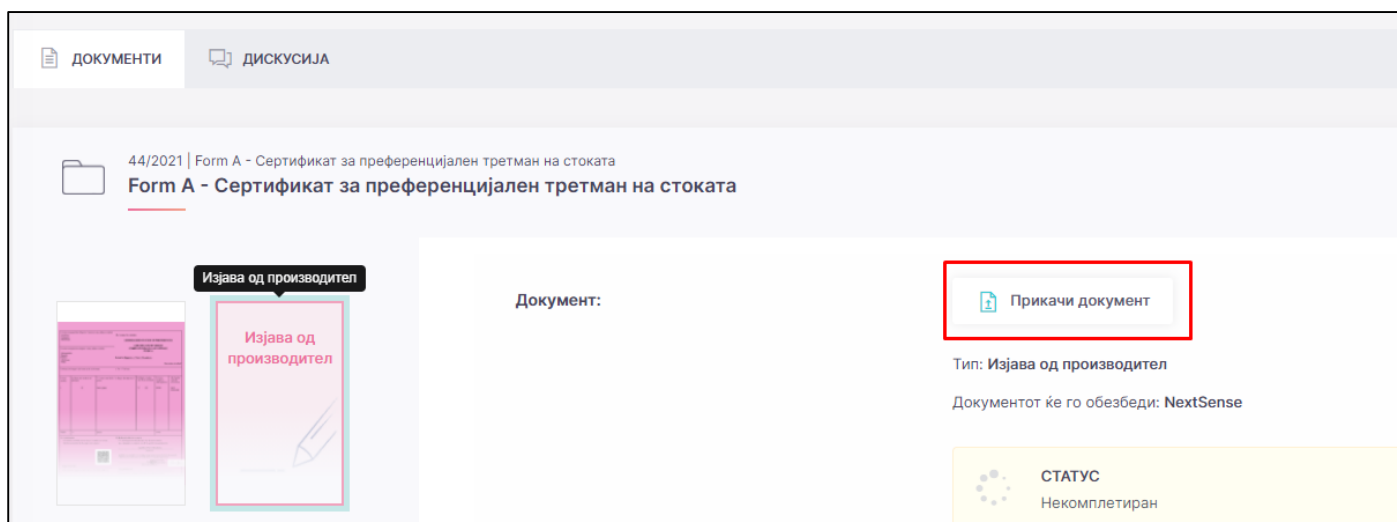 ДОКУМЕНТИ
ДИСКУСИЈА
44/2021 | Form A - Сертификат за преференцијален третман на стоката
Form A - Сертификат за преференцијален третман на стоката
Изјава од производител
Изјава од
производител
Документ:
Прикачи документ
Тип: Изјава од производител
Документот ќе го обезбеди: NextSense
СТАТУС
Некомплетиран